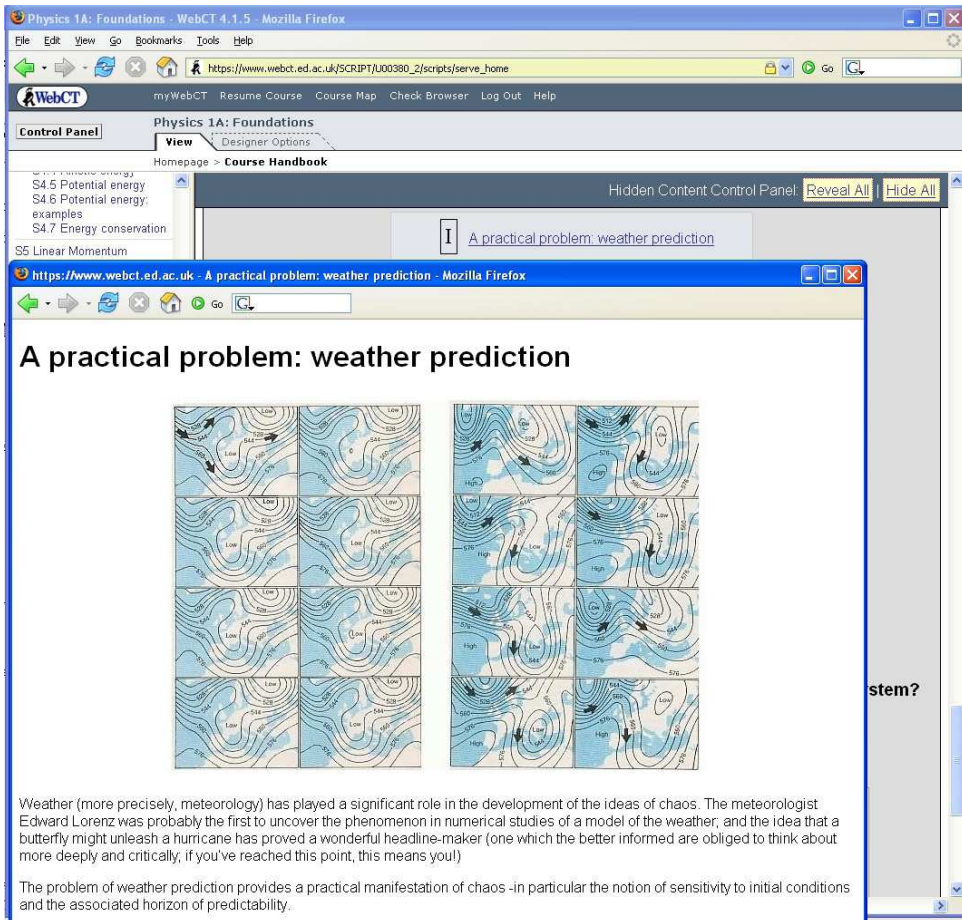 Physics 1A: Foundations - WebCT 4.1.5 - Mozilla Firefox
File Edit View Go Bookmarks Tools Help
https://www.webct.ed.ac.uk/SCRIPT/U00380_2/scripts/serve_home
Go
G
WebCT
myWebCT Resume Course Course Map Check Browser Log Out Help
Control Panel
Physics 1A: Foundations
View Designer Options
Homepage > Course Handbook
S4.5 Potential energy
S4.6 Potential energy:
examples
S4.7 Energy conservation
S5 Linear Momentum
Hidden Content Control Panel: Reveal All | Hide All
I A practical problem: weather prediction
https://www.webct.ed.ac.uk - A practical problem: weather prediction - Mozilla Firefox
Go
G
A practical problem: weather prediction
stem?
Weather (more precisely, meteorology) has played a significant role in the development of the ideas of chaos. The meteorologist
Edward Lorenz was probably the first to uncover the phenomenon in numerical studies of a model of the weather; and the idea that a
butterfly might unleash a hurricane has proved a wonderful headline-maker (one which the better informed are obliged to think about
more deeply and critically; if you've reached this point, this means you!)
The problem of weather prediction provides a practical manifestation of chaos -in particular the notion of sensitivity to initial conditions
and the associated horizon of predictability.